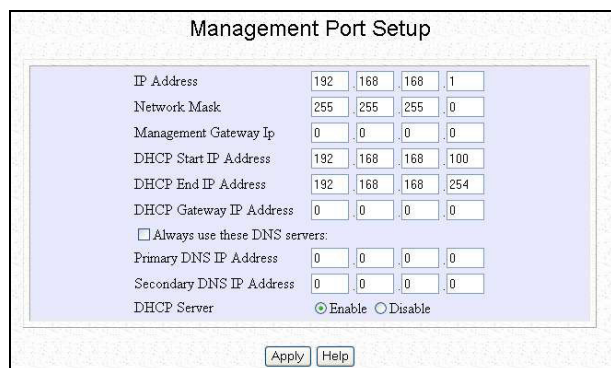 Management Port Setup
IP Address 192 .168 .168 .1
Network Mask 255 .255 .255 .0
Management Gateway Ip 0 .0 .0 .0
DHCP Start IP Address 192 .168 .168 .100
DHCP End IP Address 192 .168 .168 .254
DHCP Gateway IP Address 0 .0 .0 .0
Always use these DNS servers:
Primary DNS IP Address 0 .0 .0 .0
Secondary DNS IP Address 0 .0 .0 .0
DHCP Server Enable Disable
Apply Help